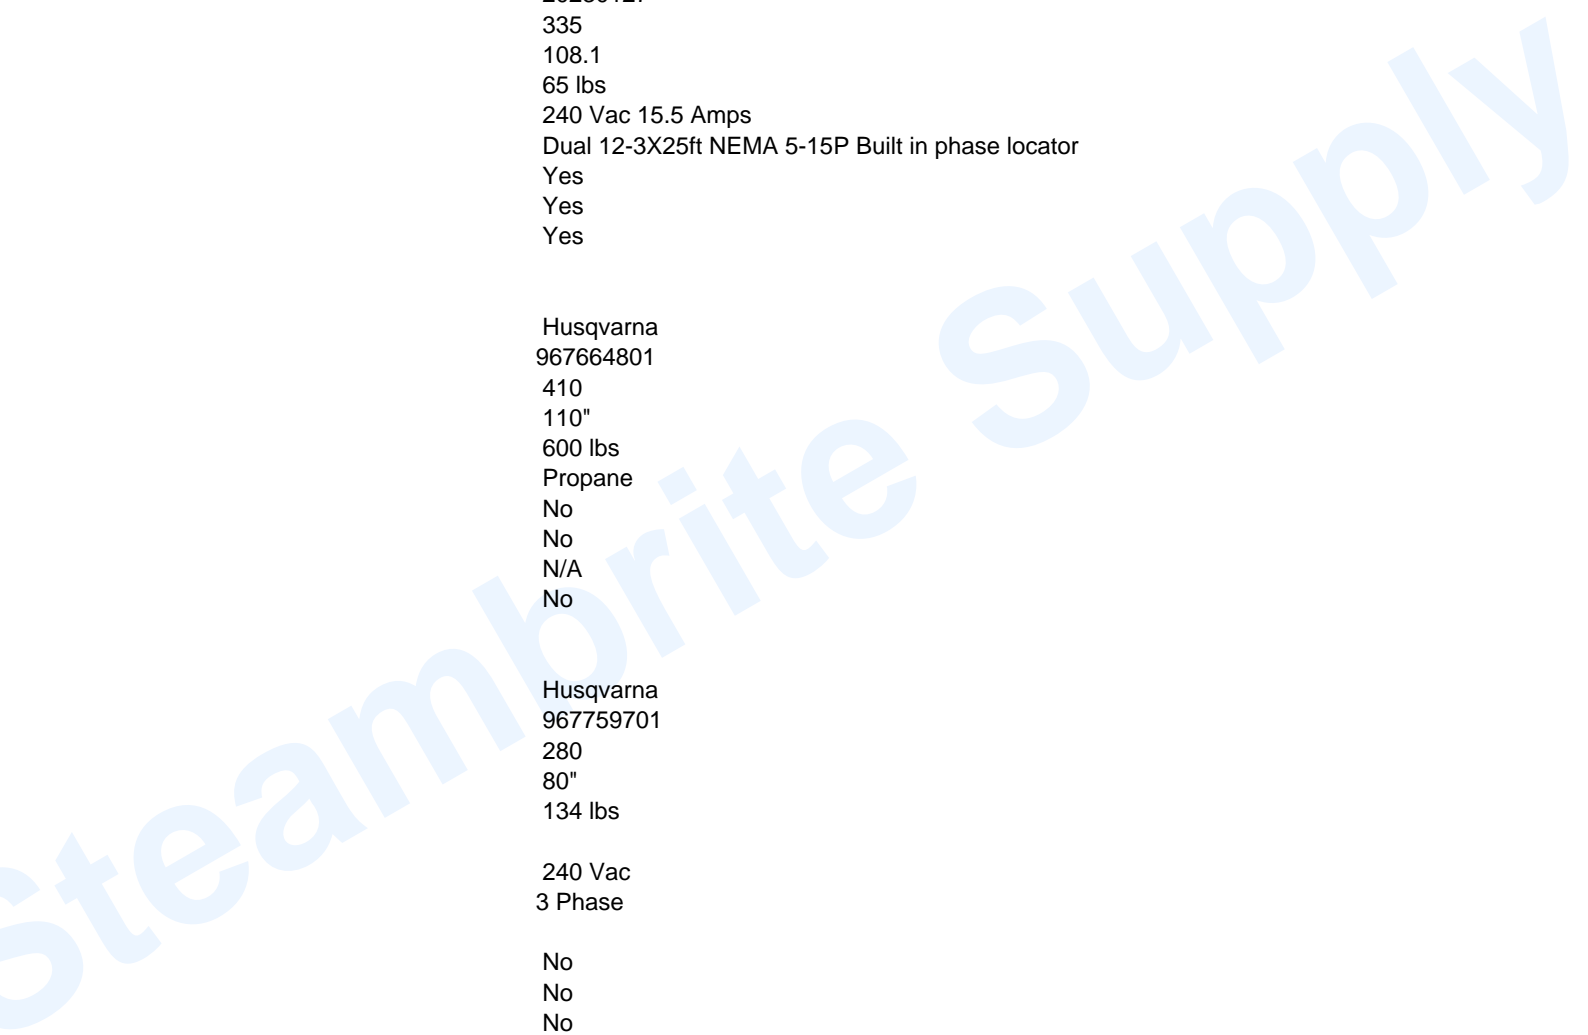 335
108.1
65 lbs
240 Vac 15.5 Amps
Dual 12-3X25ft NEMA 5-15P Built in phase locator
Yes
Yes
Yes
Husqvarna
967664801
410
110"
600 lbs
Propane
No
No
N/A
No
Husqvarna
967759701
280
80"
134 lbs
240 Vac
3 Phase
No
No
No
Steambrite Supply